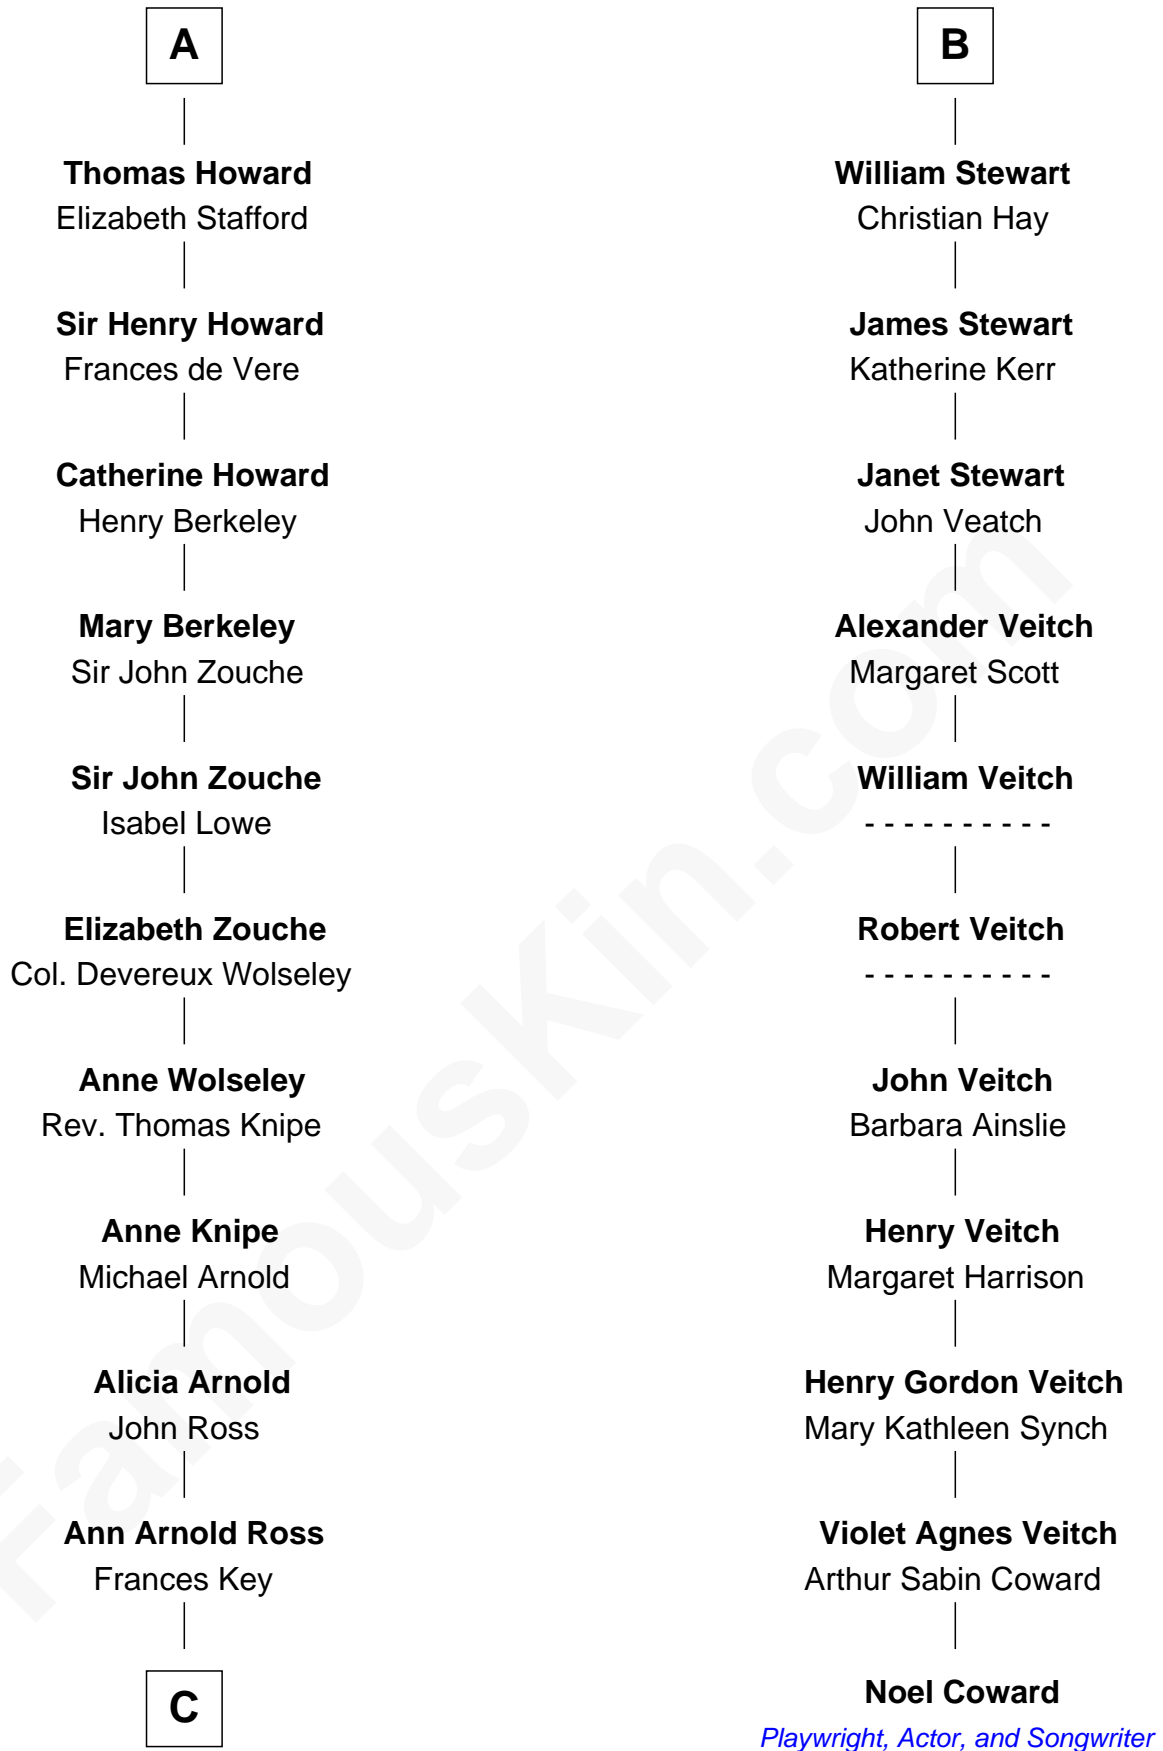 A
Thomas Howard
Elizabeth Stafford
Sir Henry Howard
Frances de Vere
Catherine Howard
Henry Berkeley
Mary Berkeley
Sir John Zouche
Sir John Zouche
Isabel Lowe
Elizabeth Zouche
Col. Devereux Wolseley
Anne Wolseley
Rev. Thomas Knipe
Anne Knipe
Michael Arnold
Alicia Arnold
John Ross
Ann Arnold Ross
Frances Key
C
B
William Stewart
Christian Hay
James Stewart
Katherine Kerr
Janet Stewart
John Veatch
Alexander Veitch
Margaret Scott
William Veitch
- - - - - - - - - -
Robert Veitch
- - - - - - - - - -
John Veitch
Barbara Ainslie
Henry Veitch
Margaret Harrison
Henry Gordon Veitch
Mary Kathleen Synch
Violet Agnes Veitch
Arthur Sabin Coward
Noel Coward
Playwright, Actor, and Songwriter
FamousKin.com